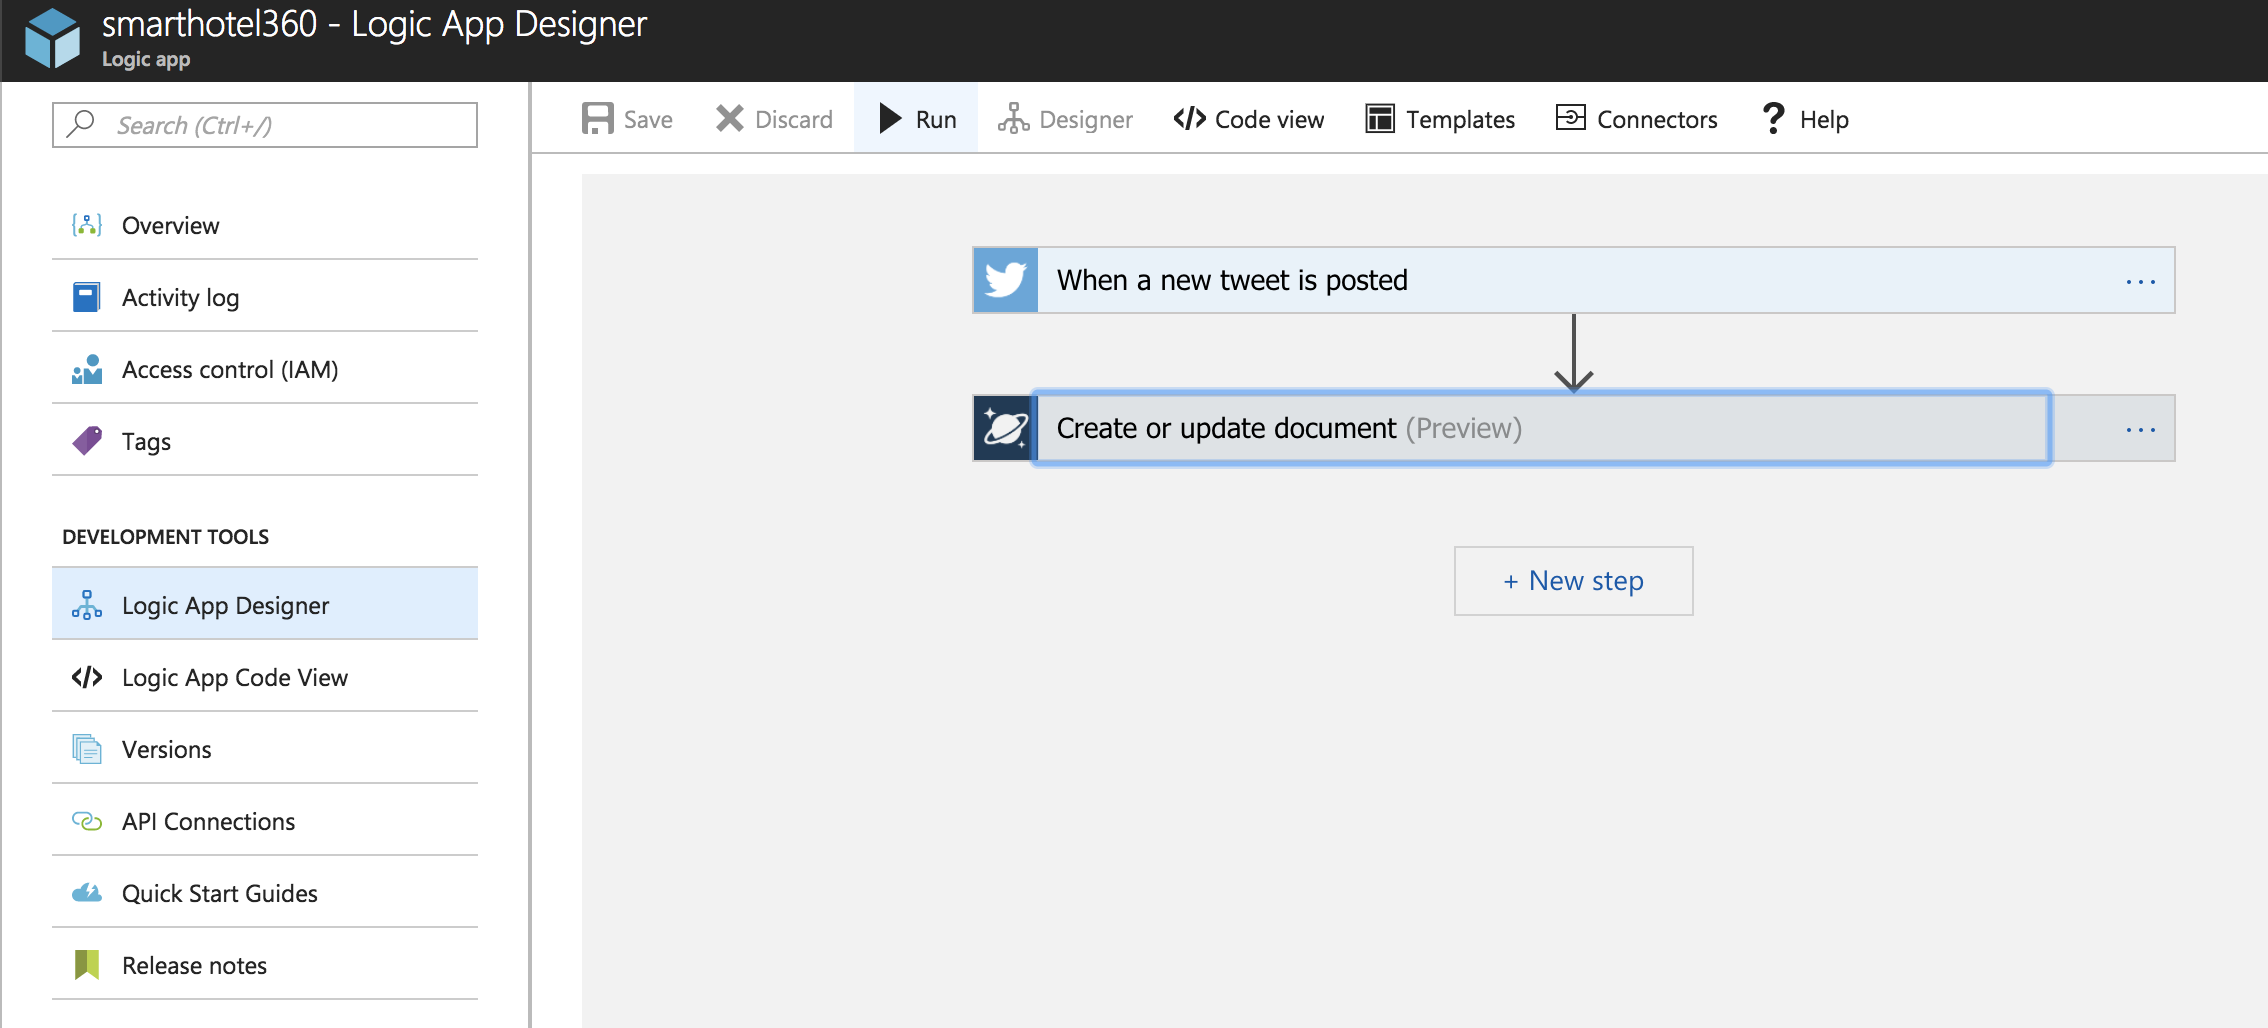 smarthotel360 - Logic App Designer
Logic app
Search (Ctrl+/)
Save Discard Run Designer Code view Templates Connectors Help
Overview
Activity log
Access control (IAM)
Tags
DEVELOPMENT TOOLS
Logic App Designer
Logic App Code View
Versions
API Connections
Quick Start Guides
Release notes
When a new tweet is posted
Create or update document (Preview)
+ New step